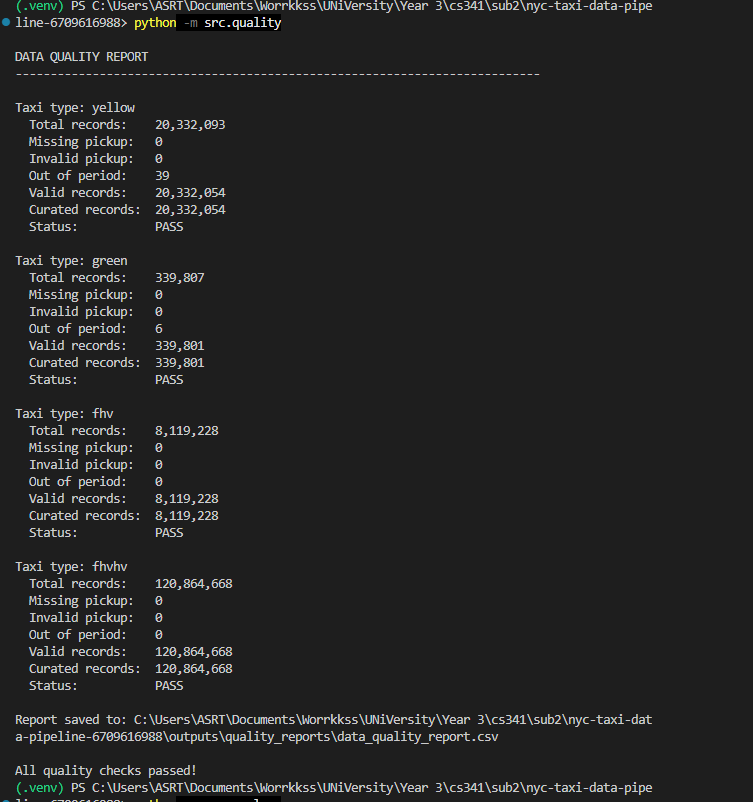 (.venv) PS C:\Users\ASRT\Documents\Worrkkss\UNiVersity\Year 3\cs341\sub2\nyc-taxi-data-pipe
line-6709616988> python -m src.quality
DATA QUALITY REPORT
---------------------------------------------------------------------------
Taxi type: yellow
Total records: 20,332,093
Missing pickup: 0
Invalid pickup: 0
Out of period: 39
Valid records: 20,332,054
Curated records: 20,332,054
Status: PASS
Taxi type: green
Total records: 339,807
Missing pickup: 0
Invalid pickup: 0
Out of period: 6
Valid records: 339,801
Curated records: 339,801
Status: PASS
Taxi type: fhv
Total records: 8,119,228
Missing pickup: 0
Invalid pickup: 0
Out of period: 0
Valid records: 8,119,228
Curated records: 8,119,228
Status: PASS
Taxi type: fhvhv
Total records: 120,864,668
Missing pickup: 0
Invalid pickup: 0
Out of period: 0
Valid records: 120,864,668
Curated records: 120,864,668
Status: PASS
Report saved to: C:\Users\ASRT\Documents\Worrkkss\UNiVersity\Year 3\cs341\sub2\nyc-taxi-dat
a-pipeline-6709616988\outputs\quality_reports\data_quality_report.csv
All quality checks passed!
(.venv) PS C:\Users\ASRT\Documents\Worrkkss\UNiVersity\Year 3\cs341\sub2\nyc-taxi-data-pipe